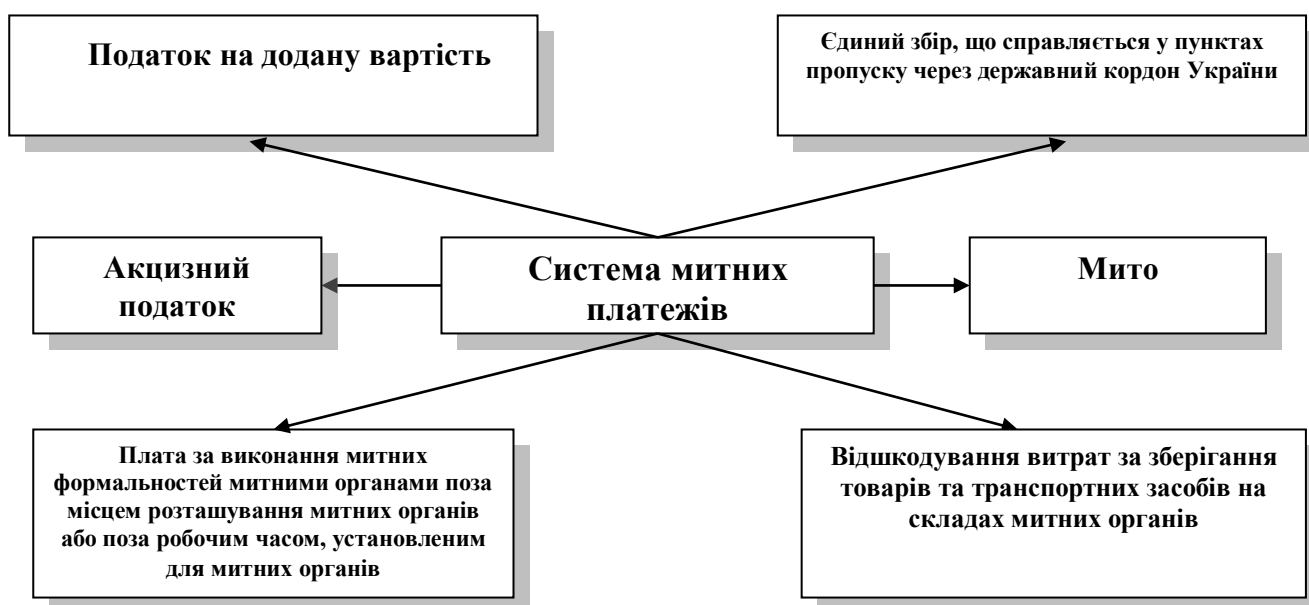 Податок на додану вартість
Єдиний збір, що справляється у пунктах
пропуску через державний кордон України
Акцизний
податок
Система митних
платежів
Мито
Плата за виконання митних
формальностей митними органами поза
місцем розташування митних органів
або поза робочим часом, установленим
для митних органів
Відшкодування витрат за зберігання
товарів та транспортних засобів на
складах митних органів